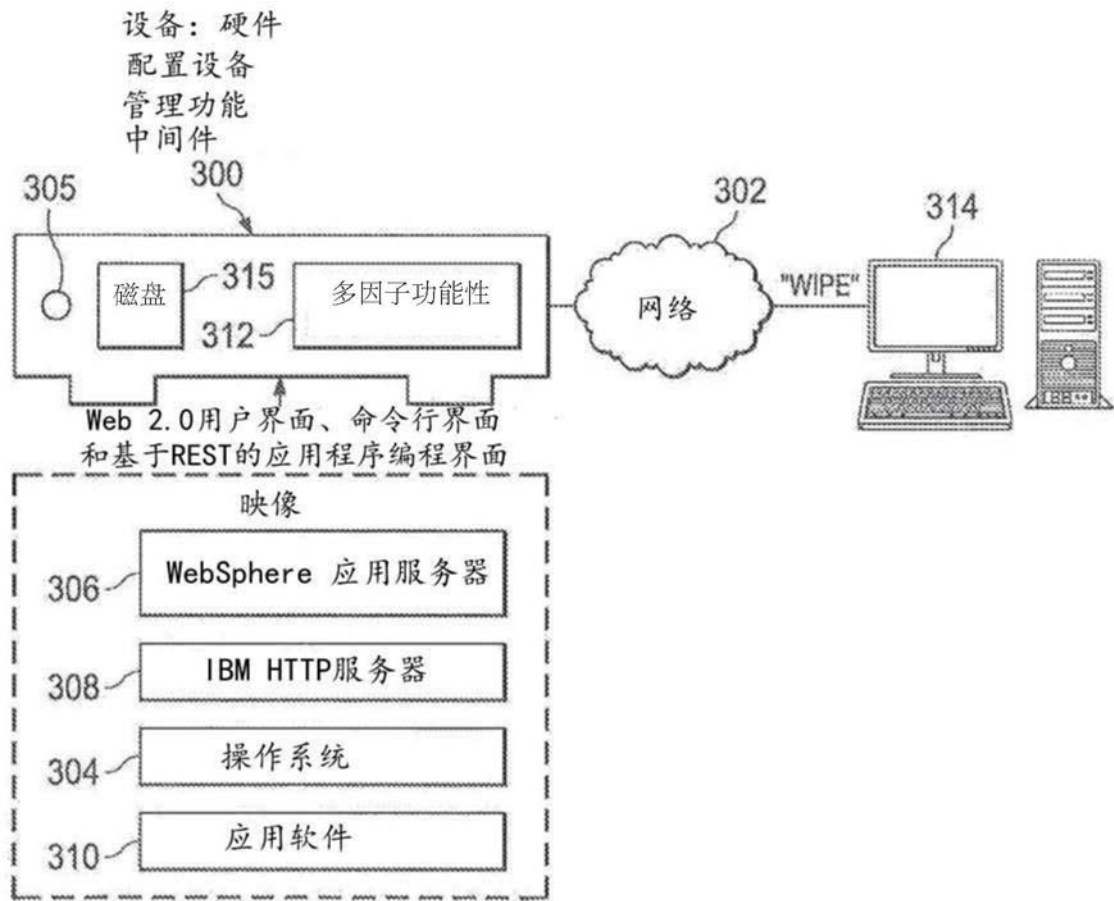 设备：硬件
配置设备
管理功能
中间件
305
300
302
314
磁盘
315
多因子功能性
312
网络
"WIPE"
Web 2.0用户界面、命令行界面
和基于REST的应用程序编程界面
映像
306
WebSphere 应用服务器
308
IBM HTTP服务器
304
操作系统
310
应用软件